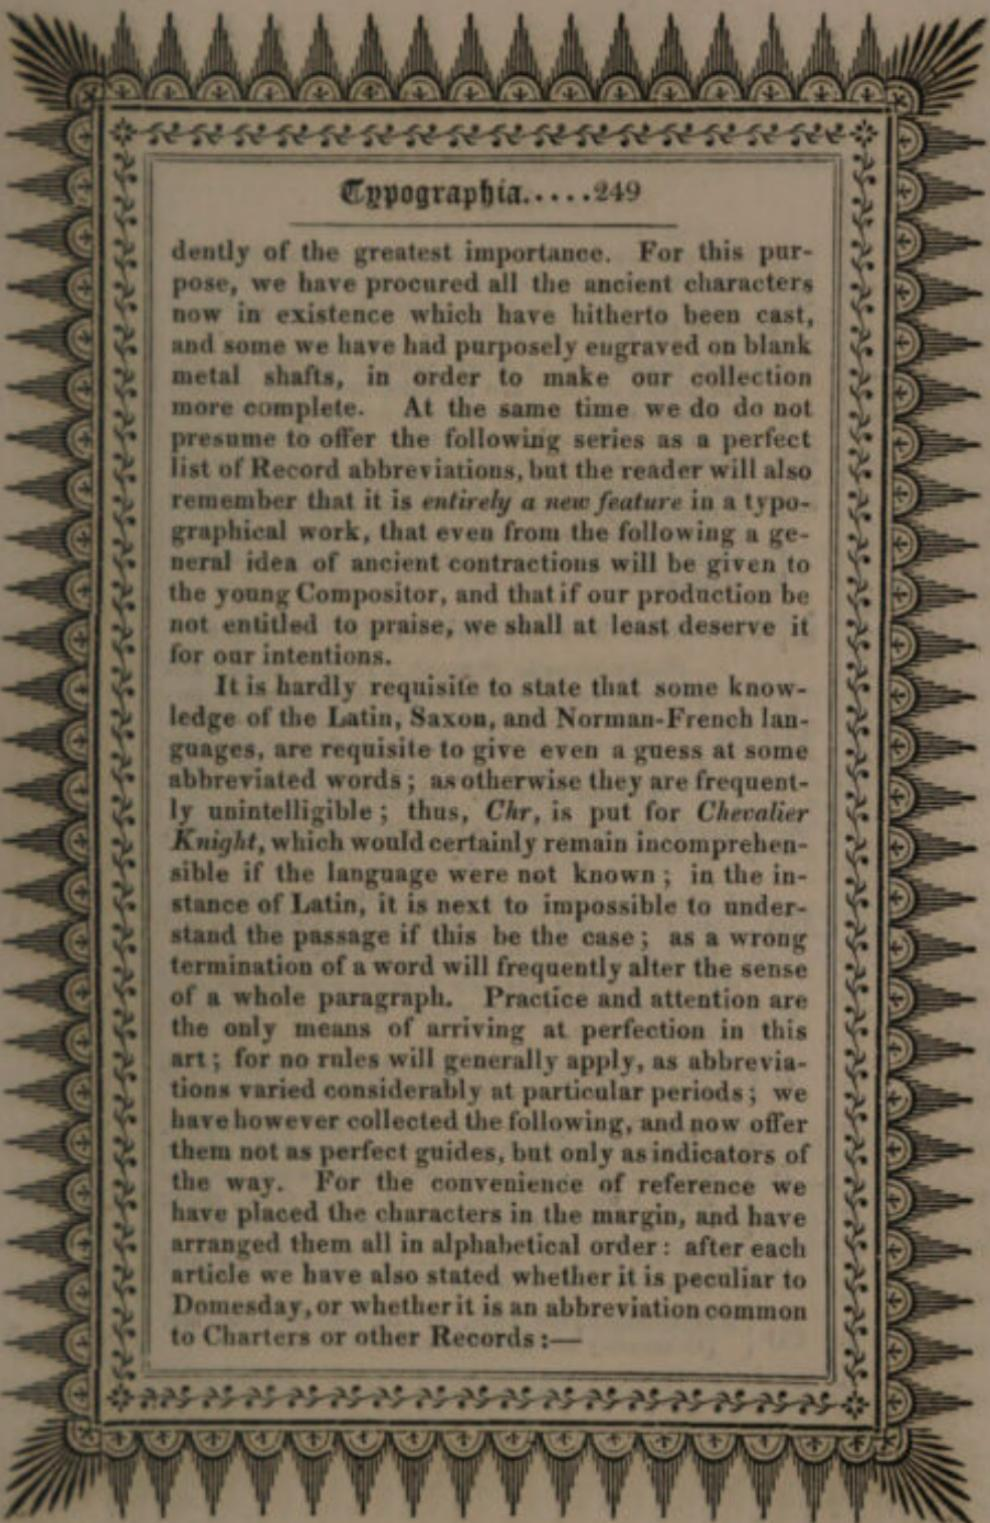 Typographia.....249
dently of the greatest importance. For this pur-
pose, we have procured all the ancient characters
now in existence which have hitherto been cast,
and some we have had purposely engraved on blank
metal shafts, in order to make our collection
more complete. At the same time we do do not
presume to offer the following series as a perfect
list of Record abbreviations, but the reader will also
remember that it is entirely a new feature in a typo-
graphical work, that even from the following a ge-
neral idea of ancient contractions will be given to
the young Compositor, and that if our production be
not entitled to praise, we shall at least deserve it
for our intentions.
It is hardly requisite to state that some know-
ledge of the Latin, Saxon, and Norman-French lan-
guages, are requisite to give even a guess at some
abbreviated words; as otherwise they are frequent-
ly unintelligible; thus, Chr, is put for Chevalier
Knight, which would certainly remain incomprehen-
sible if the language were not known; in the in-
stance of Latin, it is next to impossible to under-
stand the passage if this be the case; as a wrong
termination of a word will frequently alter the sense
of a whole paragraph. Practice and attention are
the only means of arriving at perfection in this
art; for no rules will generally apply, as abbrevia-
tions varied considerably at particular periods; we
have however collected the following, and now offer
them not as perfect guides, but only as indicators of
the way. For the convenience of reference we
have placed the characters in the margin, and have
arranged them all in alphabetical order: after each
article we have also stated whether it is peculiar to
Domesday, or whether it is an abbreviation common
to Charters or other Records:—